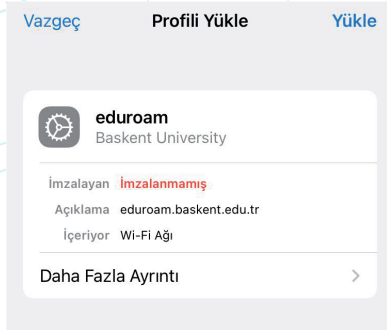 Vazgeç Profili Yükle Yükle
eduroam
Baskent University
İmzalayan İmzalanmamış
Açıklama eduroam.baskent.edu.tr
İçeriyor Wi-Fi Ağı
Daha Fazla Ayrıntı